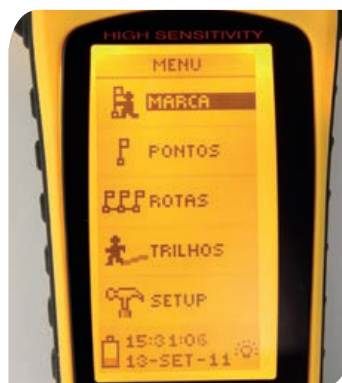 HIGH SENSITIVITY
MENU
MARCA
PONTOS
ROTAS
TRILHOS
SETUP
15:31:06
13-SET-11